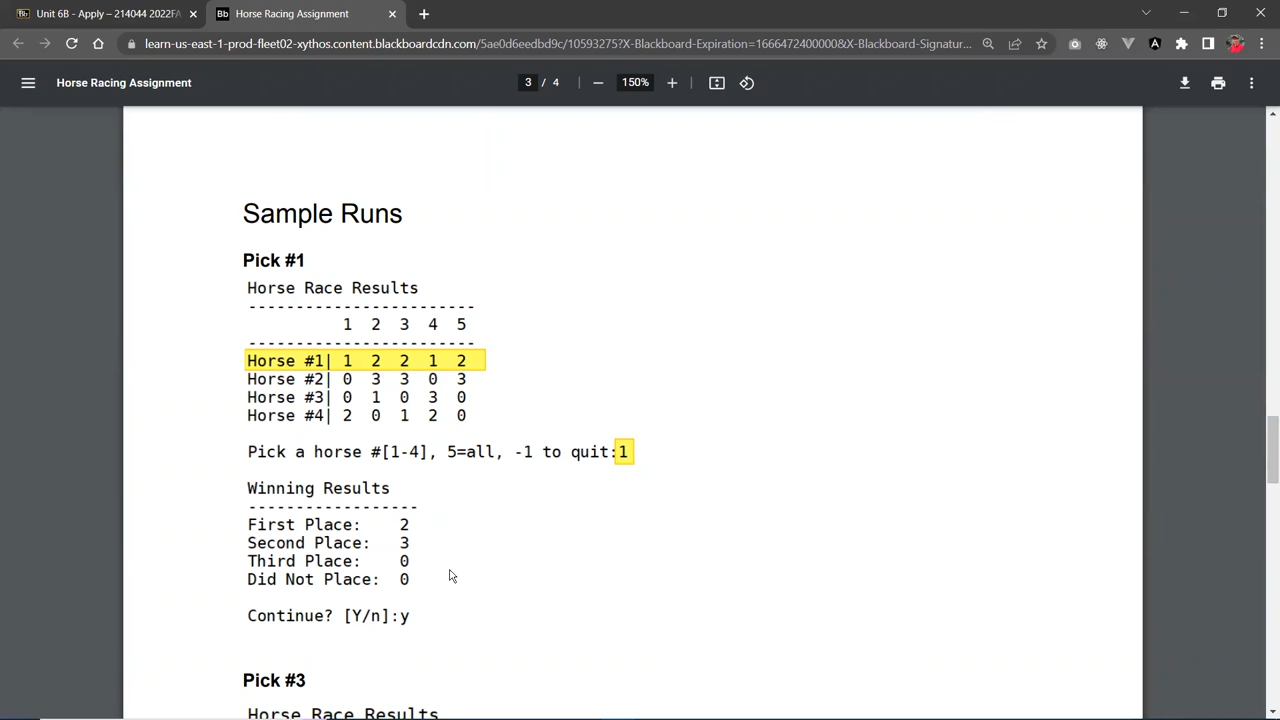 Unit 6B - Apply – 214044 2022FA
Horse Racing Assignment
learn-us-east-1-prod-fleet02-xythos.content.blackboardcdn.com/5ae0d6eedbd9c/10593275?X-Blackboard-Expiration=1666472400000&X-Blackboard-Signatur...
Horse Racing Assignment
3 / 4
150%
Sample Runs
Pick #1
Horse Race Results
------------------------
1 2 3 4 5
------------------------
Horse #1| 1 2 2 1 2
Horse #2| 0 3 3 0 3
Horse #3| 0 1 0 3 0
Horse #4| 2 0 1 2 0
Pick a horse #[1-4], 5=all, -1 to quit:1
Winning Results
------------------
First Place: 2
Second Place: 3
Third Place: 0
Did Not Place: 0
Continue? [Y/n]:y
Pick #3
Horse Race Results